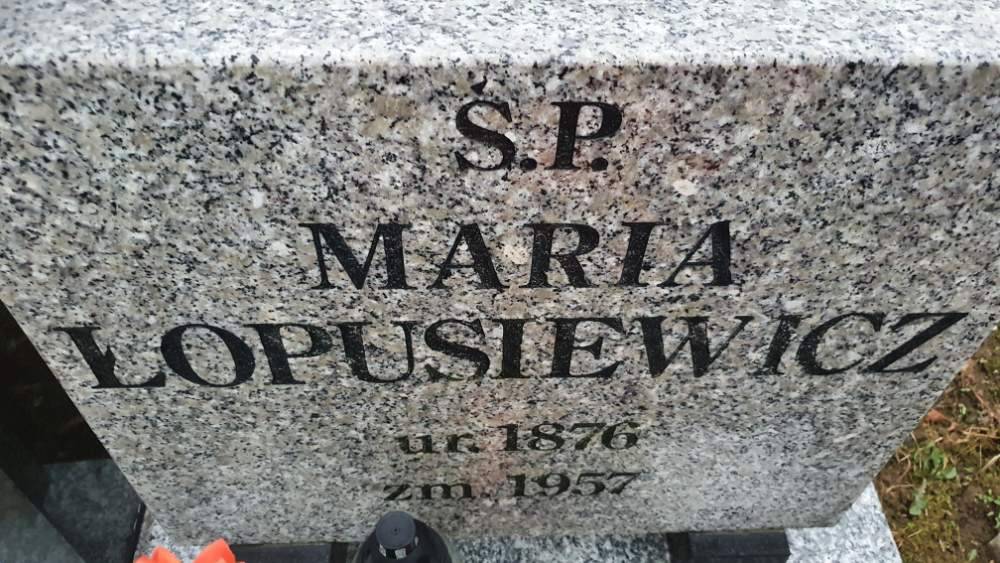 Ś.P.
MARIA
ŁOPUSIEWICZ
ur. 1876
zm. 1957